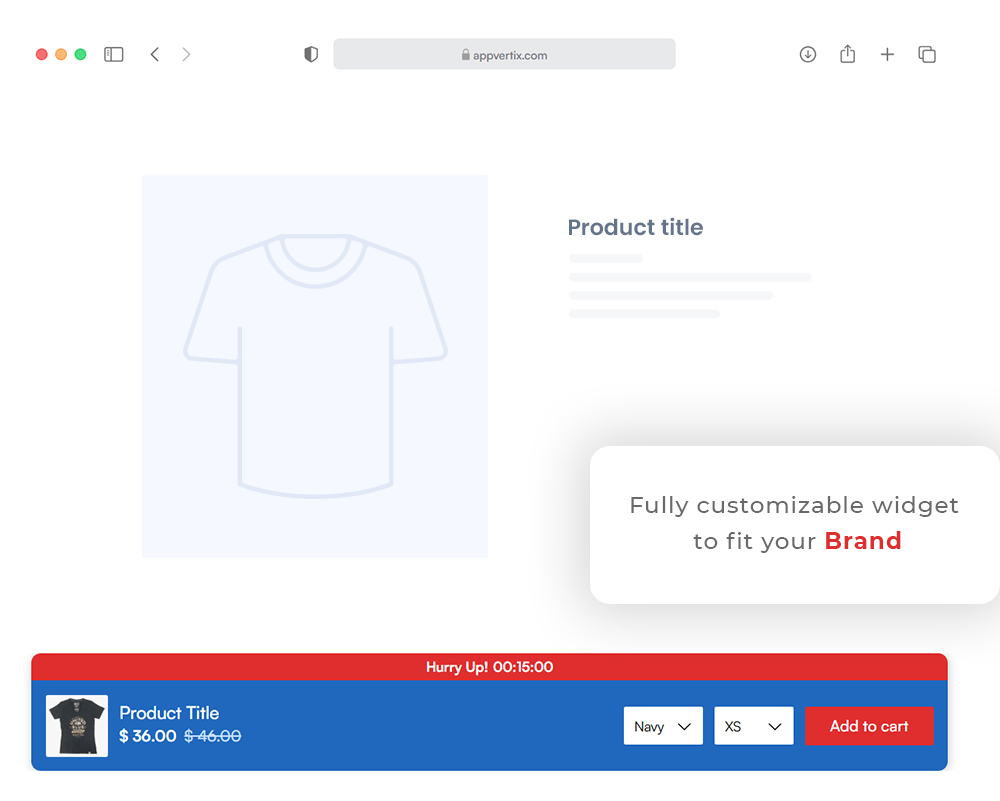 appvertix.com
Product title
Fully customizable widget
to fit your Brand
Hurry Up! 00:15:00
Product Title
$ 36.00 $ 46.00
Navy
XS
Add to cart